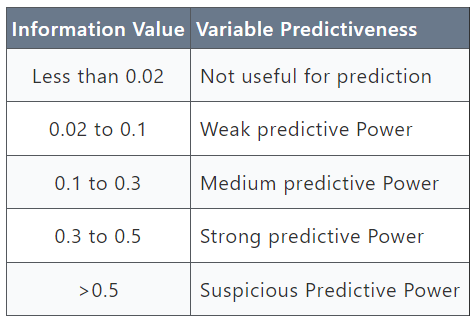 Information Value Variable Predictiveness
Less than 0.02 Not useful for prediction
0.02 to 0.1 Weak predictive Power
0.1 to 0.3 Medium predictive Power
0.3 to 0.5 Strong predictive Power
>0.5 Suspicious Predictive Power